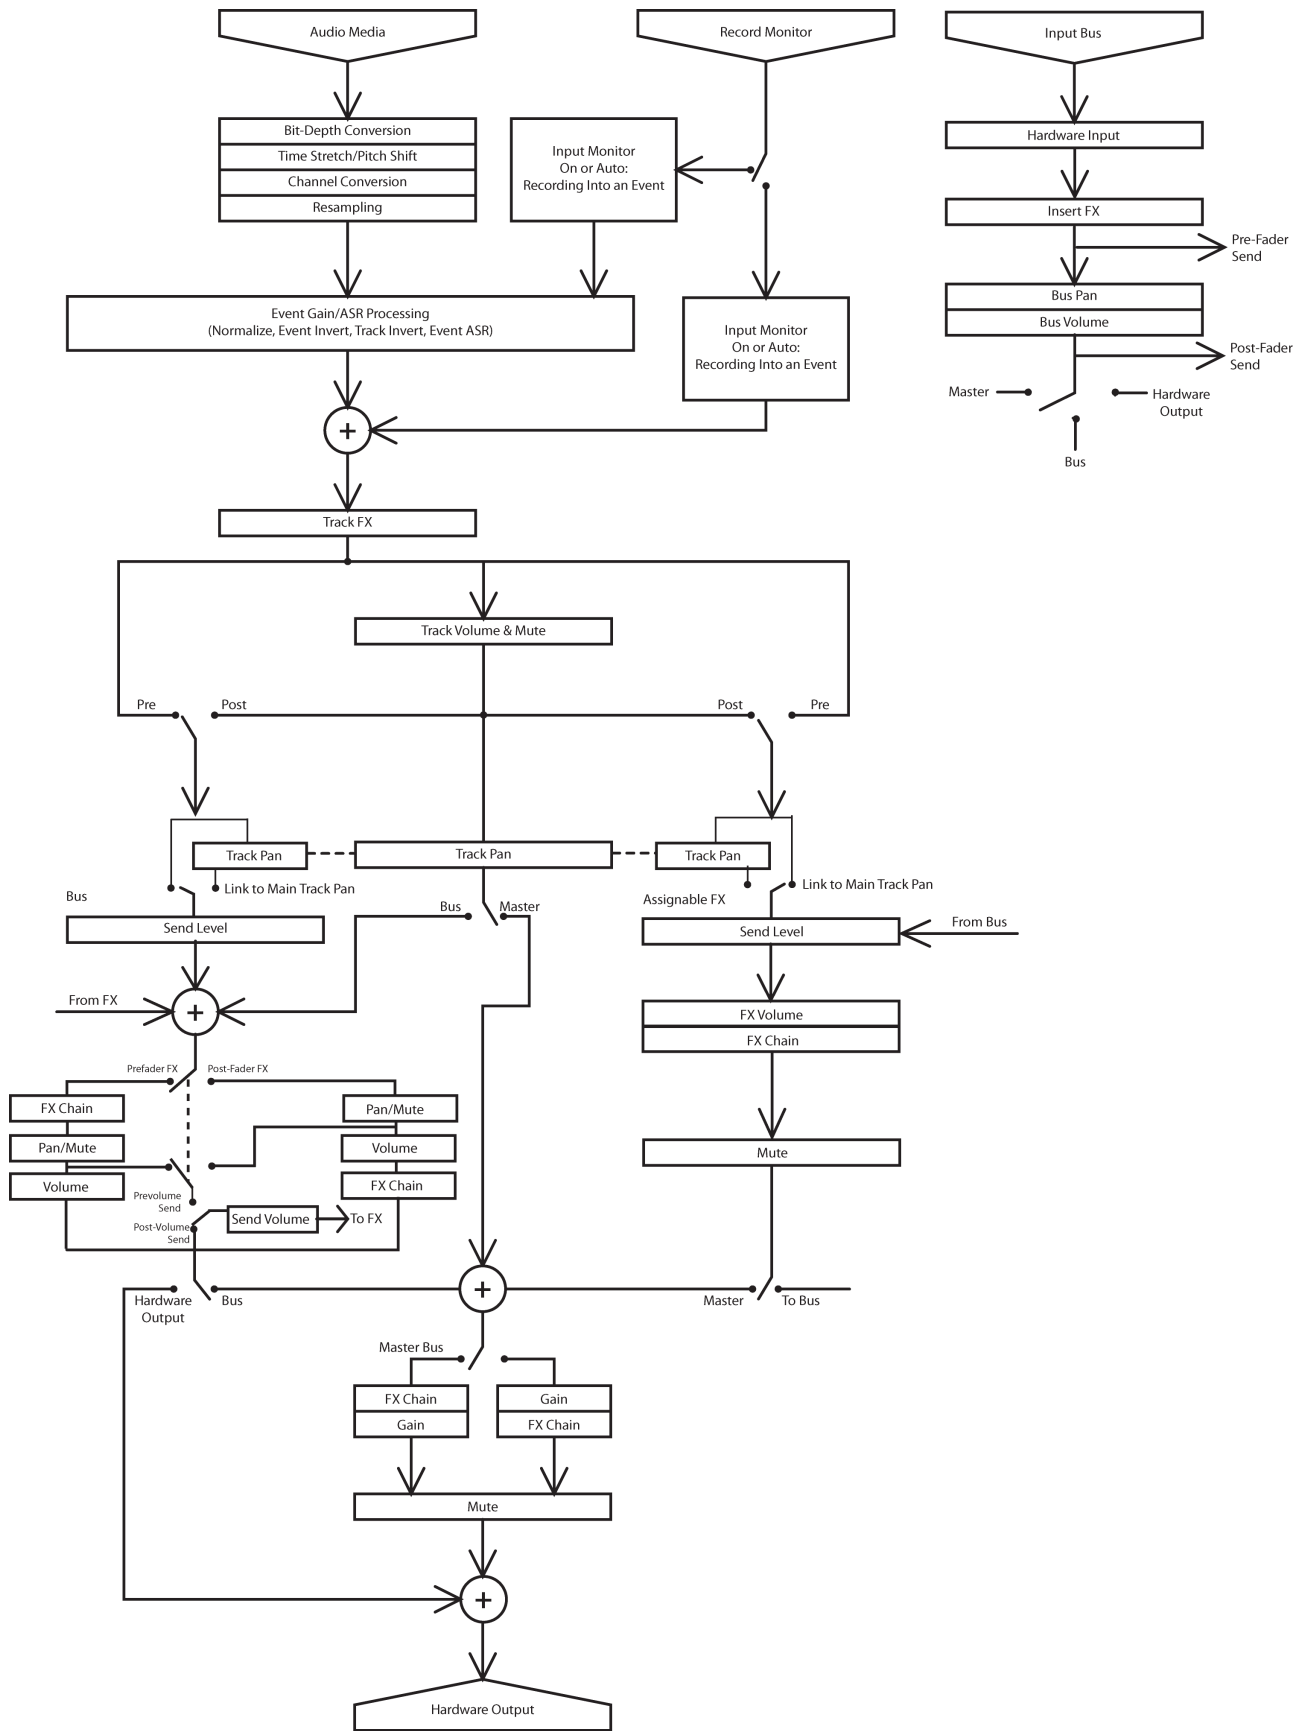 Audio Media
Record Monitor
Input Bus
Bit-Depth Conversion
Time Stretch/Pitch Shift
Channel Conversion
Resampling
Input Monitor
On or Auto:
Recording Into an Event
Hardware Input
Insert FX
Pre-Fader
Send
Bus Pan
Bus Volume
Post-Fader
Send
Master
Hardware
Output
Bus
Event Gain/ASR Processing
(Normalize, Event Invert, Track Invert, Event ASR)
Input Monitor
On or Auto:
Recording Into an Event
+
Track FX
Track Volume & Mute
Pre
Post
Post
Pre
Track Pan
Track Pan
Track Pan
Link to Main Track Pan
Link to Main Track Pan
Bus
Assignable FX
Send Level
Bus
Master
Send Level
From Bus
From FX
+
FX Volume
FX Chain
Prefader FX
Post-Fader FX
FX Chain
Pan/Mute
Volume
Pan/Mute
Volume
FX Chain
Mute
Prevolume
Send
Post-Volume
Send
Send Volume
To FX
Hardware
Output
Bus
+
Master
To Bus
Master Bus
FX Chain
Gain
Gain
FX Chain
Mute
+
Hardware Output